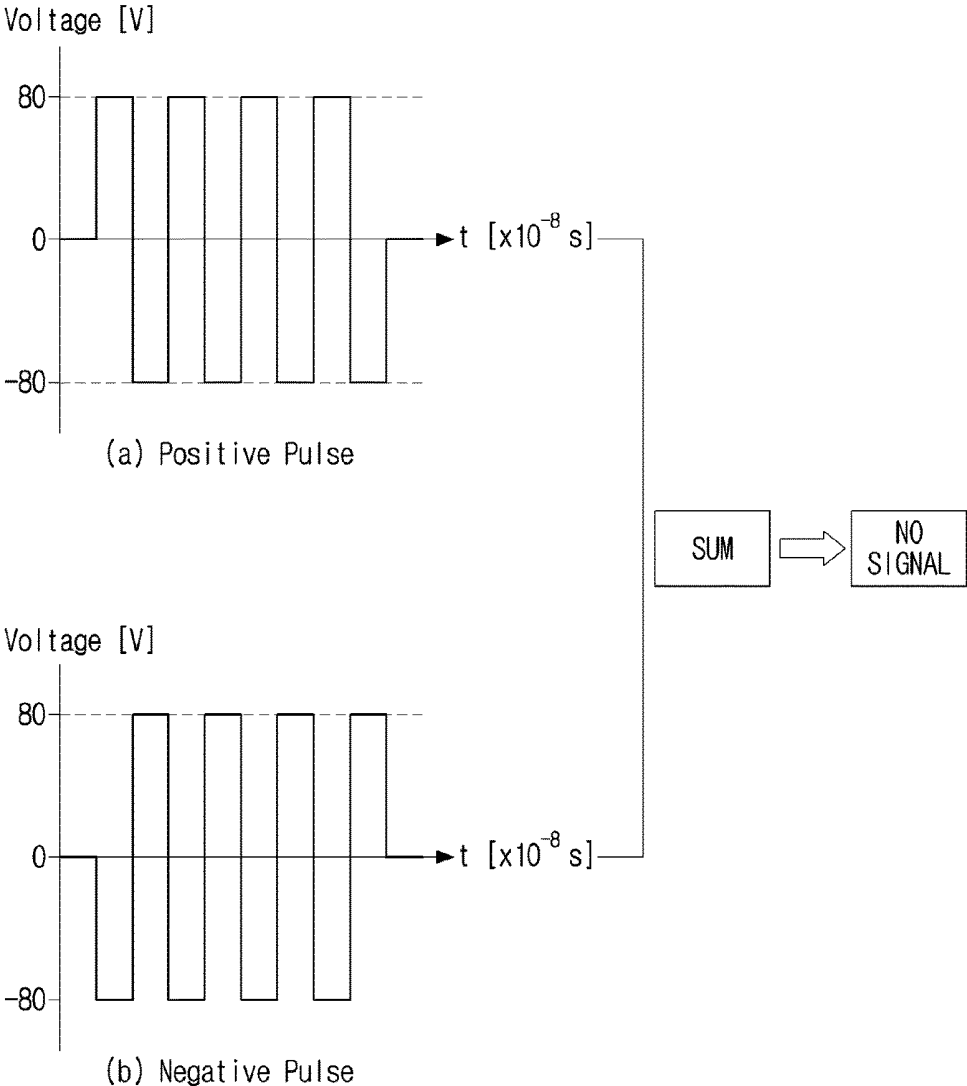 Voltage [V]
80
0
t [x10⁻⁸ s]
-80
(a) Positive Pulse
SUM
NO
SIGNAL
Voltage [V]
80
0
t [x10⁻⁸ s]
-80
(b) Negative Pulse